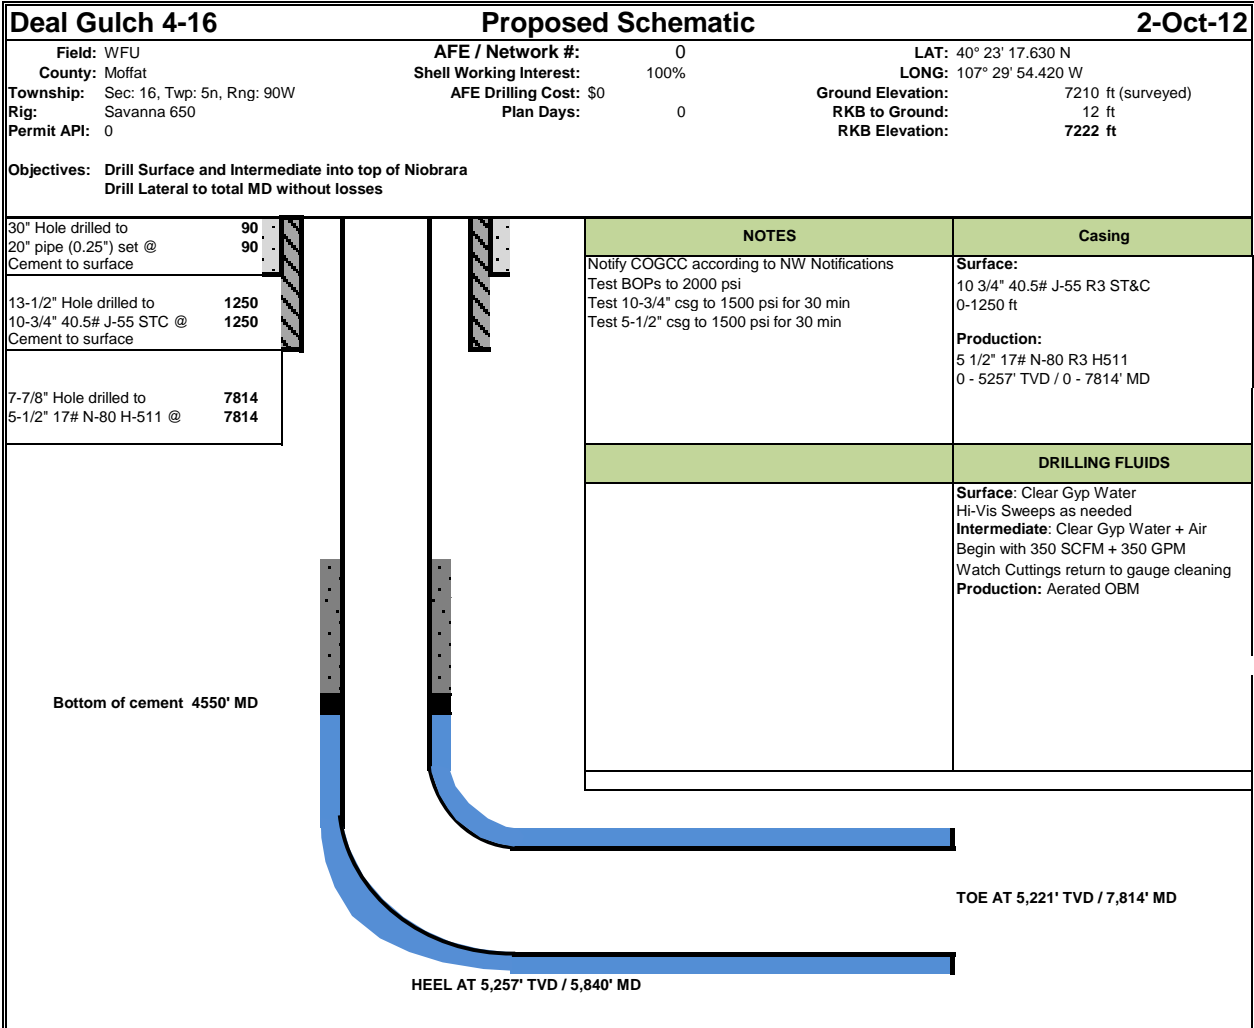 Deal Gulch 4-16 Proposed Schematic 2-Oct-12
Field: WFU AFE / Network #: 0 LAT: 40° 23' 17.630 N
County: Moffat Shell Working Interest: 100% LONG: 107° 29' 54.420 W
Township: Sec: 16, Twp: 5n, Rng: 90W AFE Drilling Cost: $0 Ground Elevation: 7210 ft (surveyed)
Rig: Savanna 650 Plan Days: 0 RKB to Ground: 12 ft
Permit API: 0 RKB Elevation: 7222 ft
Objectives: Drill Surface and Intermediate into top of Niobrara
Drill Lateral to total MD without losses
30" Hole drilled to 90
20" pipe (0.25") set @ 90
Cement to surface
13-1/2" Hole drilled to 1250
10-3/4" 40.5# J-55 STC @ 1250
Cement to surface
7-7/8" Hole drilled to 7814
5-1/2" 17# N-80 H-511 @ 7814
NOTES
Notify COGCC according to NW Notifications
Test BOPs to 2000 psi
Test 10-3/4" csg to 1500 psi for 30 min
Test 5-1/2" csg to 1500 psi for 30 min
Casing
Surface:
10 3/4" 40.5# J-55 R3 ST&C
0-1250 ft
Production:
5 1/2" 17# N-80 R3 H511
0 - 5257' TVD / 0 - 7814' MD
DRILLING FLUIDS
Surface: Clear Gyp Water
Hi-Vis Sweeps as needed
Intermediate: Clear Gyp Water + Air
Begin with 350 SCFM + 350 GPM
Watch Cuttings return to gauge cleaning
Production: Aerated OBM
Bottom of cement 4550' MD
TOE AT 5,221' TVD / 7,814' MD
HEEL AT 5,257' TVD / 5,840' MD